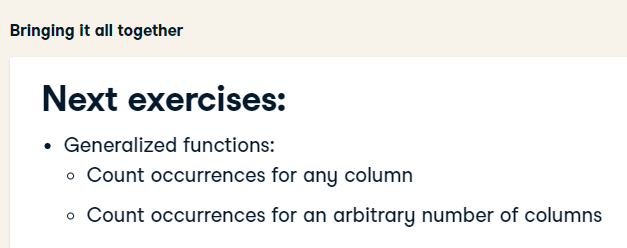 Bringing it all together
Next exercises:
• Generalized functions:
○ Count occurrences for any column
○ Count occurrences for an arbitrary number of columns